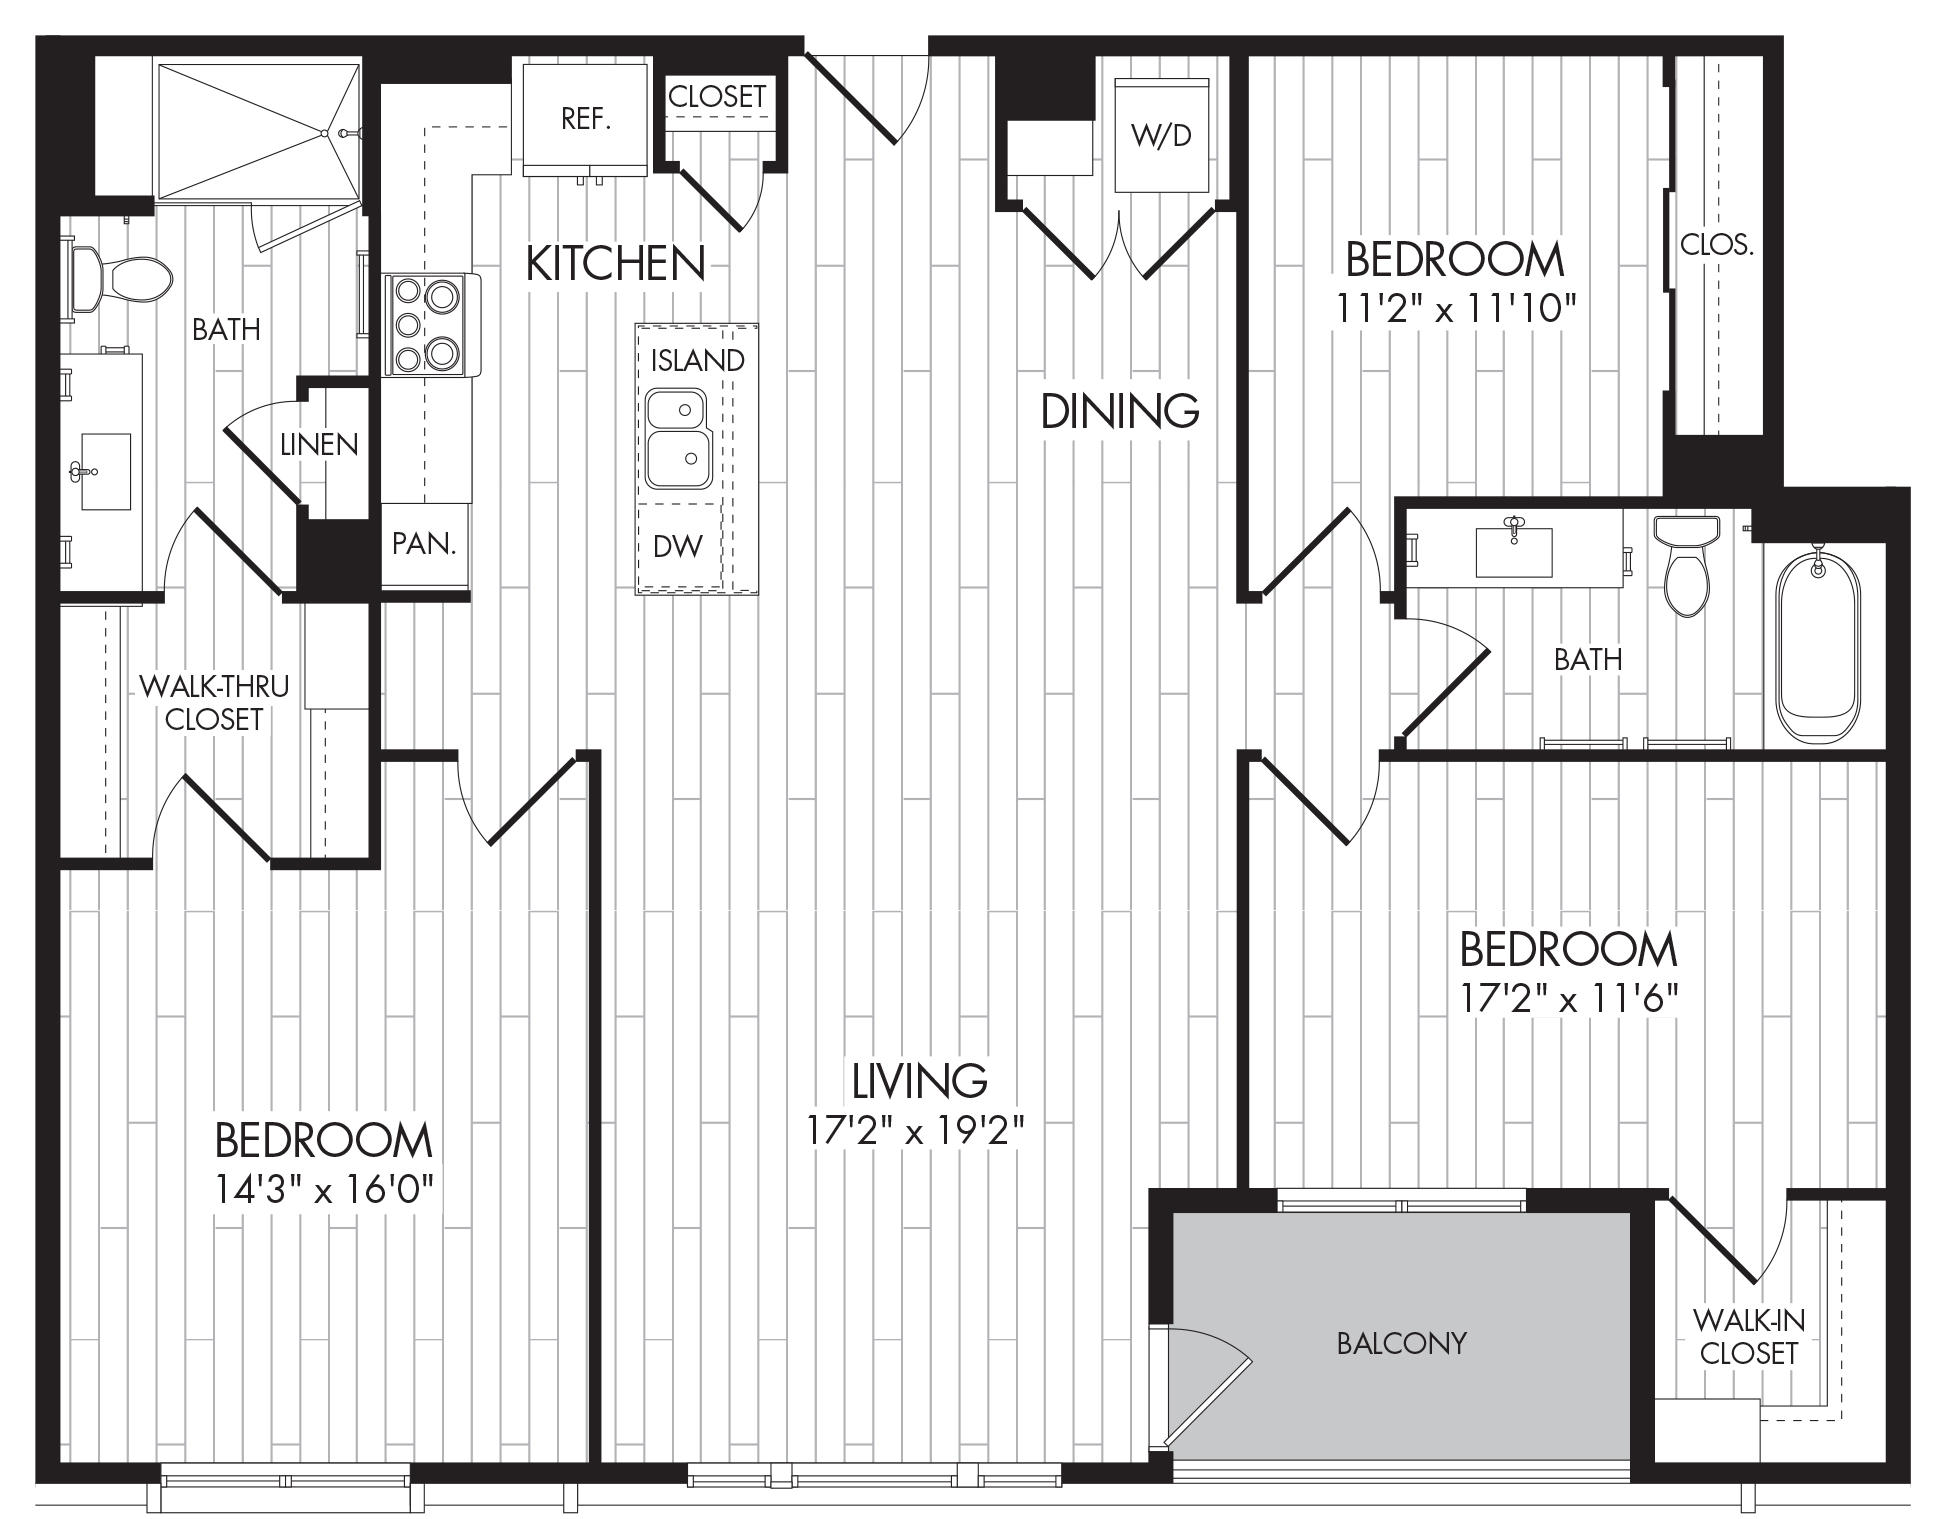 CLOSET
REF.
W/D
KITCHEN
BEDROOM
11'2" x 11'10"
CLOS.
BATH
ISLAND
DINING
LINEN
PAN.
DW
BATH
WALK-THRU
CLOSET
BEDROOM
17'2" x 11'6"
LIVING
17'2" x 19'2"
BEDROOM
14'3" x 16'0"
BALCONY
WALK-IN
CLOSET